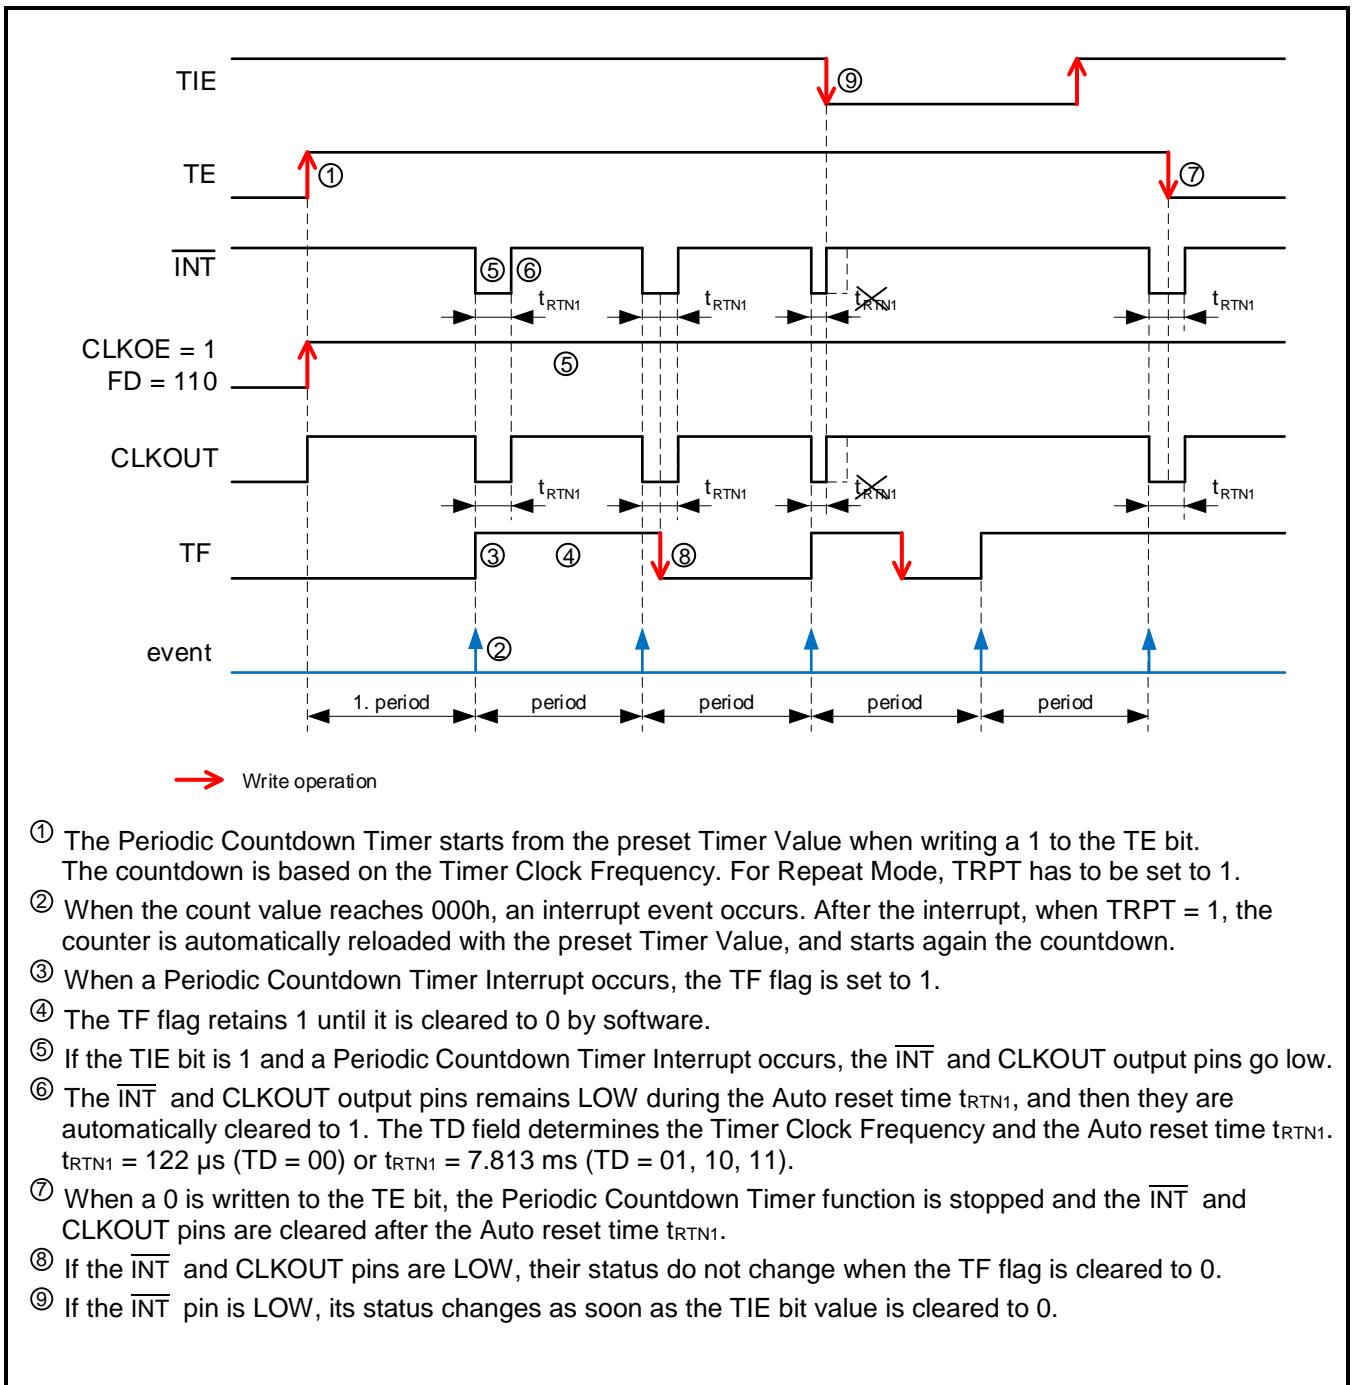 TIE
⑨
TE
①
⑦
INT
⑤ ⑥
tRTN1 tRTN1 tRTN1 tRTN1
CLKOE = 1
FD = 110
⑤
CLKOUT
tRTN1 tRTN1 tRTN1 tRTN1
TF
③ ④ ⑧
event
②
1. period period period period period
Write operation
① The Periodic Countdown Timer starts from the preset Timer Value when writing a 1 to the TE bit.
The countdown is based on the Timer Clock Frequency. For Repeat Mode, TRPT has to be set to 1.
② When the count value reaches 000h, an interrupt event occurs. After the interrupt, when TRPT = 1, the
counter is automatically reloaded with the preset Timer Value, and starts again the countdown.
③ When a Periodic Countdown Timer Interrupt occurs, the TF flag is set to 1.
④ The TF flag retains 1 until it is cleared to 0 by software.
⑤ If the TIE bit is 1 and a Periodic Countdown Timer Interrupt occurs, the INT and CLKOUT output pins go low.
⑥ The INT and CLKOUT output pins remains LOW during the Auto reset time tRTN1, and then they are
automatically cleared to 1. The TD field determines the Timer Clock Frequency and the Auto reset time tRTN1.
tRTN1 = 122 µs (TD = 00) or tRTN1 = 7.813 ms (TD = 01, 10, 11).
⑦ When a 0 is written to the TE bit, the Periodic Countdown Timer function is stopped and the INT and
CLKOUT pins are cleared after the Auto reset time tRTN1.
⑧ If the INT and CLKOUT pins are LOW, their status do not change when the TF flag is cleared to 0.
⑨ If the INT pin is LOW, its status changes as soon as the TIE bit value is cleared to 0.